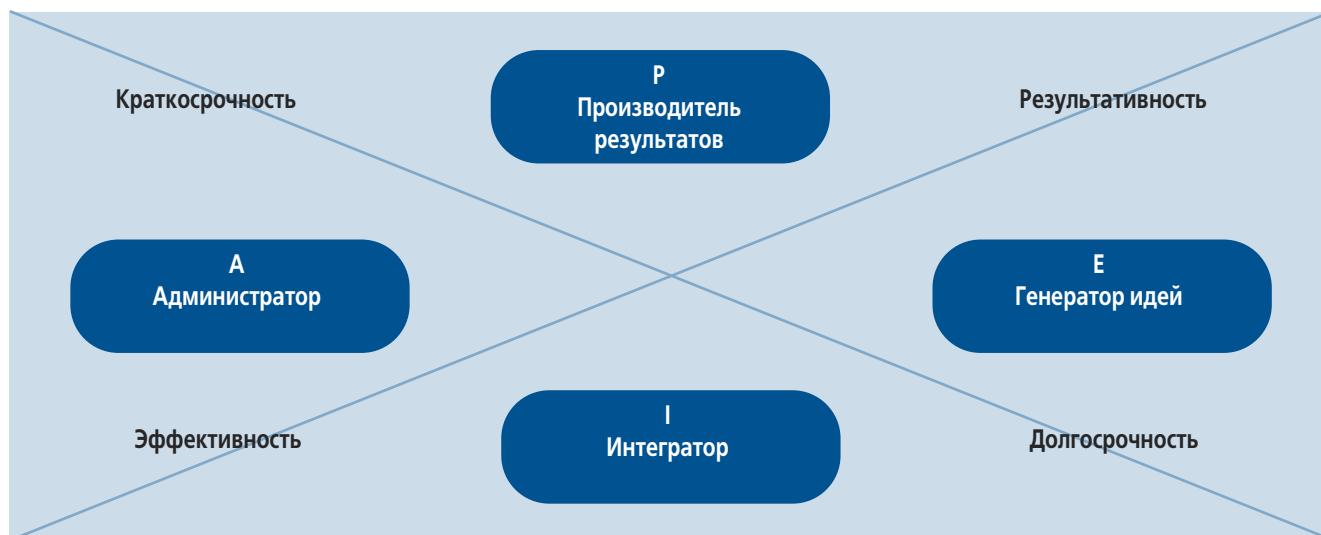 P
Производитель
результатов
Краткосрочность
Результативность
A
Администратор
E
Генератор идей
I
Интегратор
Эффективность
Долгосрочность